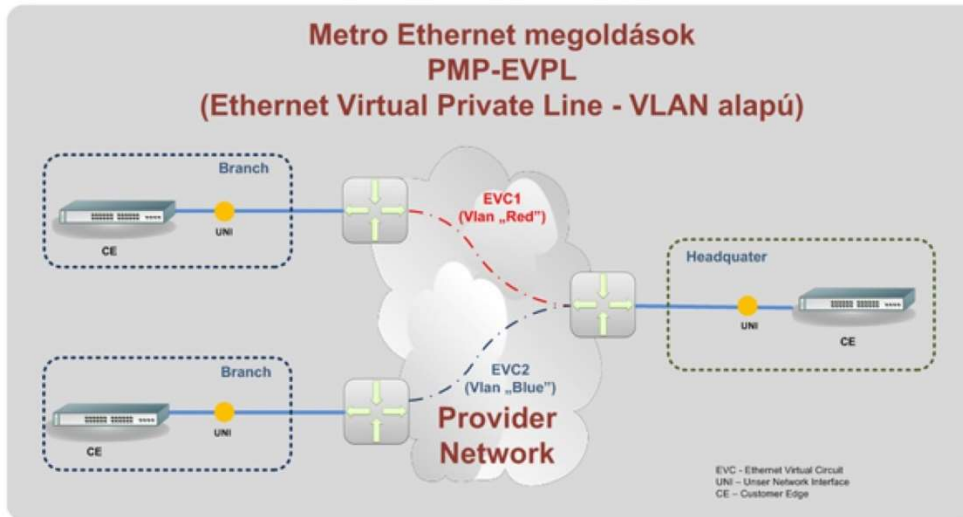 Metro Ethernet megoldások
PMP-EVPL
(Ethernet Virtual Private Line - VLAN alapú)
Branch
CE
UNI
EVC1
(Vlan „Red”)
Headquater
UNI
CE
Branch
CE
UNI
EVC2
(Vlan „Blue”)
Provider
Network
EVC - Ethernet Virtual Circuit
UNI – Unser Network Interface
CE – Customer Edge